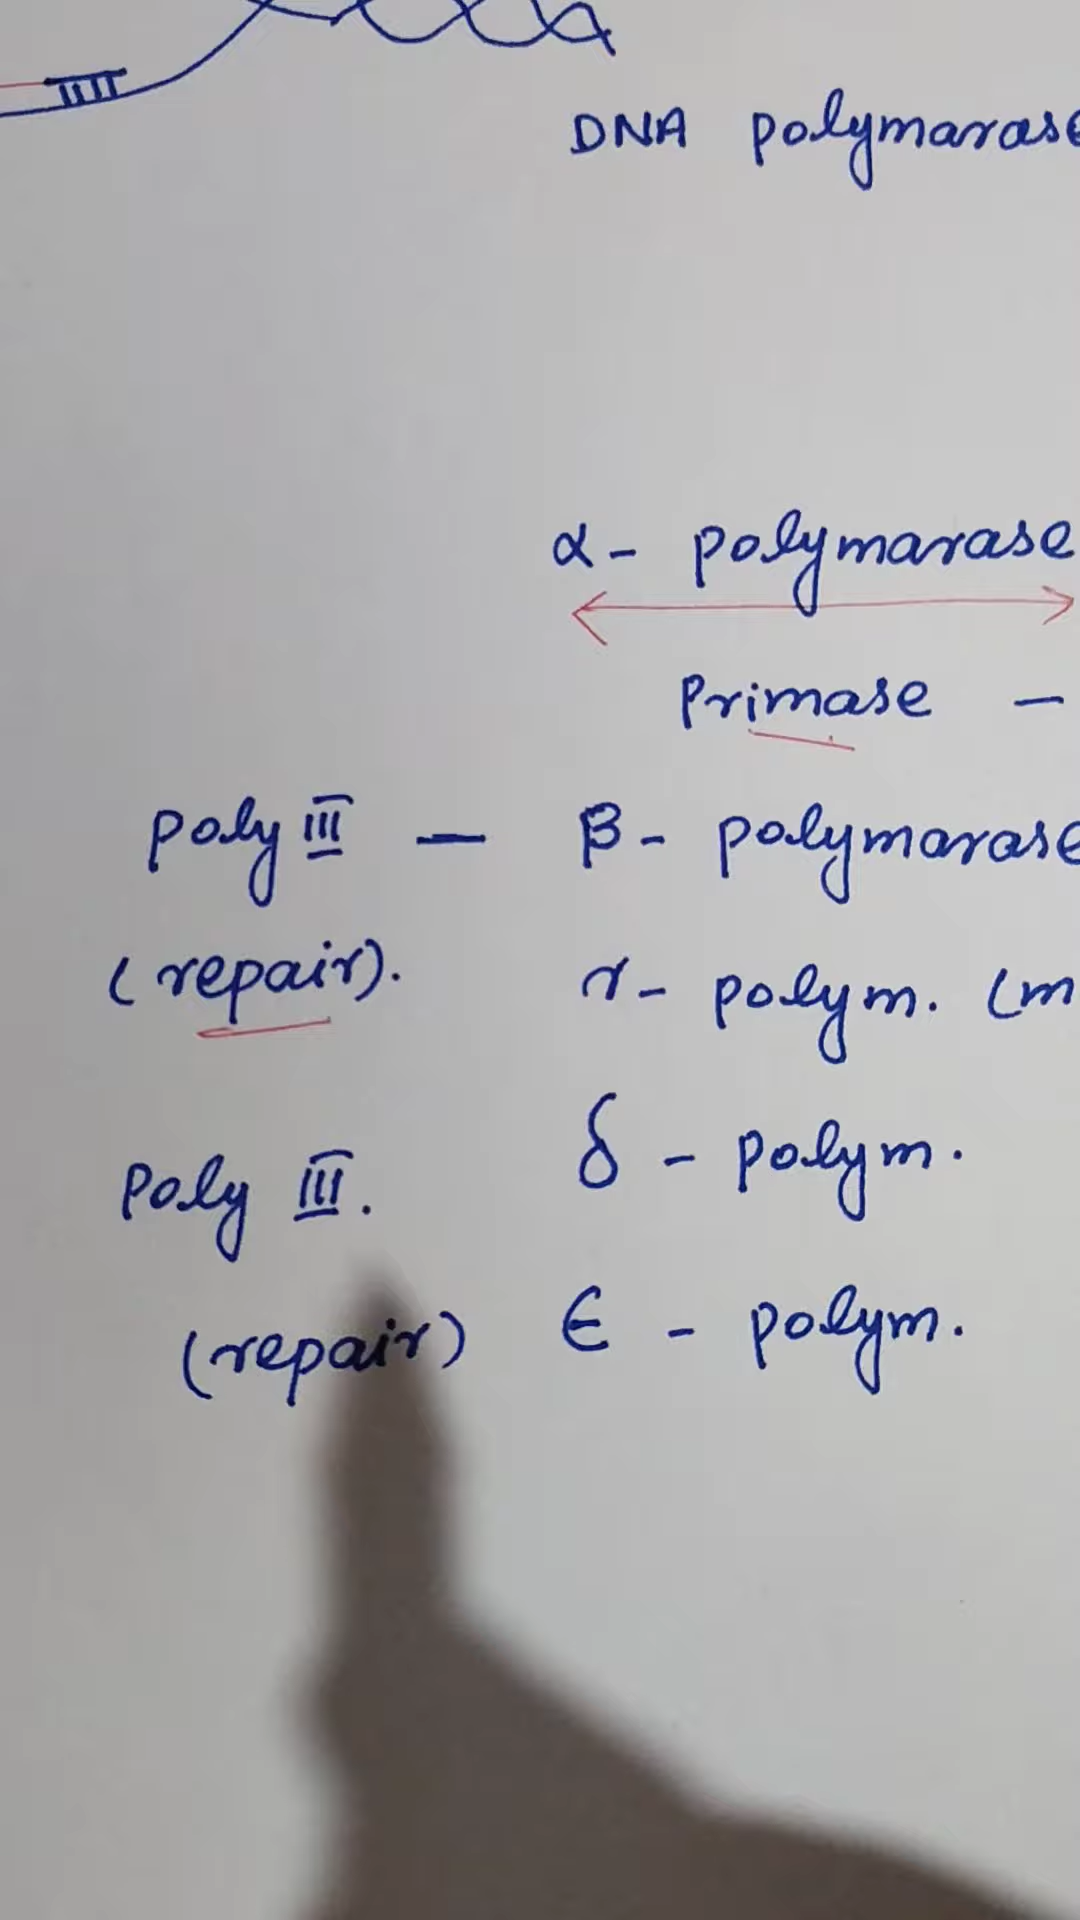 DNA polymarase
α- polymarase
Primase -
Poly III - β- polymarase
(repair). γ- polym. (m
Poly III. δ - polym.
(repair) ε - polym.